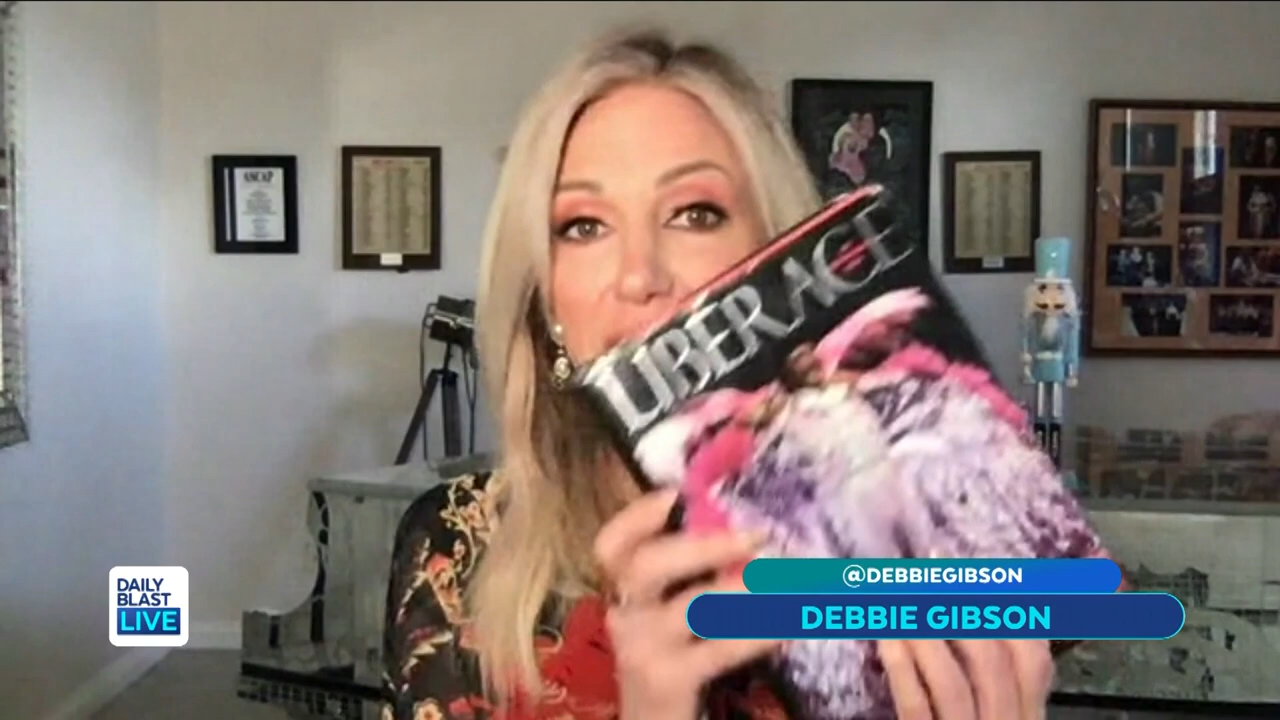 ASCAP
LIBERACE
@DEBBIEGIBSON
DEBBIE GIBSON
DAILY
BLAST
LIVE